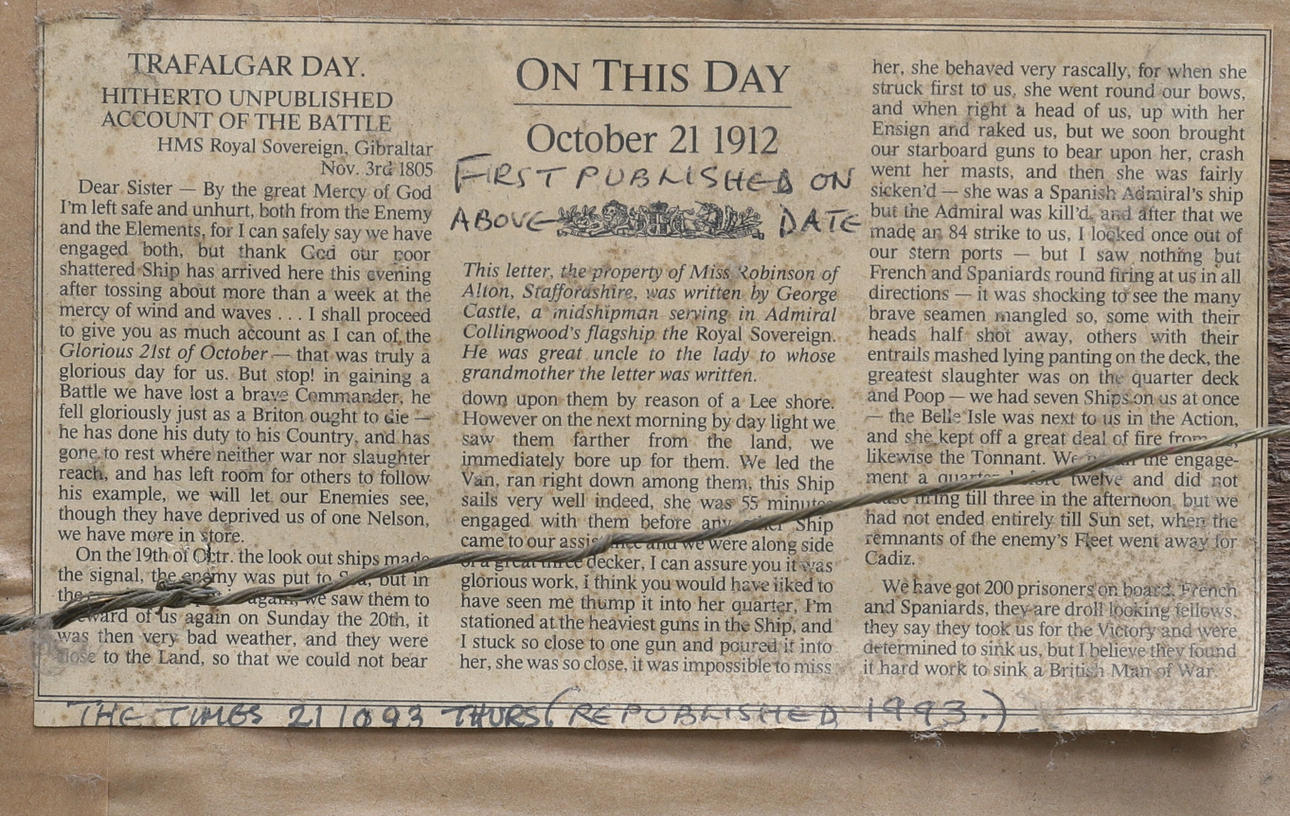 TRAFALGAR DAY.
HITHERTO UNPUBLISHED
ACCOUNT OF THE BATTLE
HMS Royal Sovereign, Gibraltar
Nov. 3rd 1805
Dear Sister — By the great Mercy of God
I'm left safe and unhurt, both from the Enemy
and the Elements, for I can safely say we have
engaged both, but thank God our poor
shattered Ship has arrived here this evening
after tossing about more than a week at the
mercy of wind and waves . . . I shall proceed
to give you as much account as I can of the
Glorious 21st of October — that was truly a
glorious day for us. But stop! in gaining a
Battle we have lost a brave Commander, he
fell gloriously just as a Briton ought to die —
he has done his duty to his Country, and has
gone to rest where neither war nor slaughter
reach, and has left room for others to follow
his example, we will let our Enemies see,
though they have deprived us of one Nelson,
we have more in store.
On the 19th of Octr. the look out ships made
the signal, the enemy was put to Sea, but in
the again, we saw them to
of us again on Sunday the 20th, it
was then very bad weather, and they were
close to the Land, so that we could not bear
ON THIS DAY
October 21 1912
FIRST PUBLISHED ON
ABOVE DATE
This letter, the property of Miss Robinson of
Alton, Staffordshire, was written by George
Castle, a midshipman serving in Admiral
Collingwood's flagship the Royal Sovereign.
He was great uncle to the lady to whose
grandmother the letter was written.
down upon them by reason of a Lee shore.
However on the next morning by day light we
saw them farther from the land, we
immediately bore up for them. We led the
Van, ran right down among them, this Ship
sails very well indeed, she was 55 minutes
engaged with them before any Ship
came to our assistance and we were along side
of a great three decker, I can assure you it was
glorious work, i think you would have liked to
have seen me thump it into her quarter, I'm
stationed at the heaviest guns in the Ship, and
I stuck so close to one gun and poured it into
her, she was so close, it was impossible to miss
her, she behaved very rascally, for when she
struck first to us, she went round our bows,
and when right a head of us, up with her
Ensign and raked us, but we soon brought
our starboard guns to bear upon her, crash
went her masts, and then she was fairly
sicken'd — she was a Spanish Admiral's ship
but the Admiral was kill'd, and after that we
made an 84 strike to us, I looked once out of
our stern ports — but I saw nothing but
French and Spaniards round firing at us in all
directions — it was shocking to see the many
brave seamen mangled so, some with their
heads half shot away, others with their
entrails mashed lying panting on the deck, the
greatest slaughter was on the quarter deck
and Poop — we had seven Ships on us at once
— the Belle Isle was next to us in the Action,
and she kept off a great deal of fire from
likewise the Tonnant. We the engage-
ment a quarter before twelve and did not
firing till three in the afternoon, but we
had not ended entirely till Sun set, when the
remnants of the enemy's Fleet went away for
Cadiz.
We have got 200 prisoners on board, French
and Spaniards, they are droll looking fellows,
they say they took us for the Victory and were
determined to sink us, but I believe they found
it hard work to sink a British Man of War.
THE TIMES 21 10 93 THURS (REPUBLISHED 1993.)